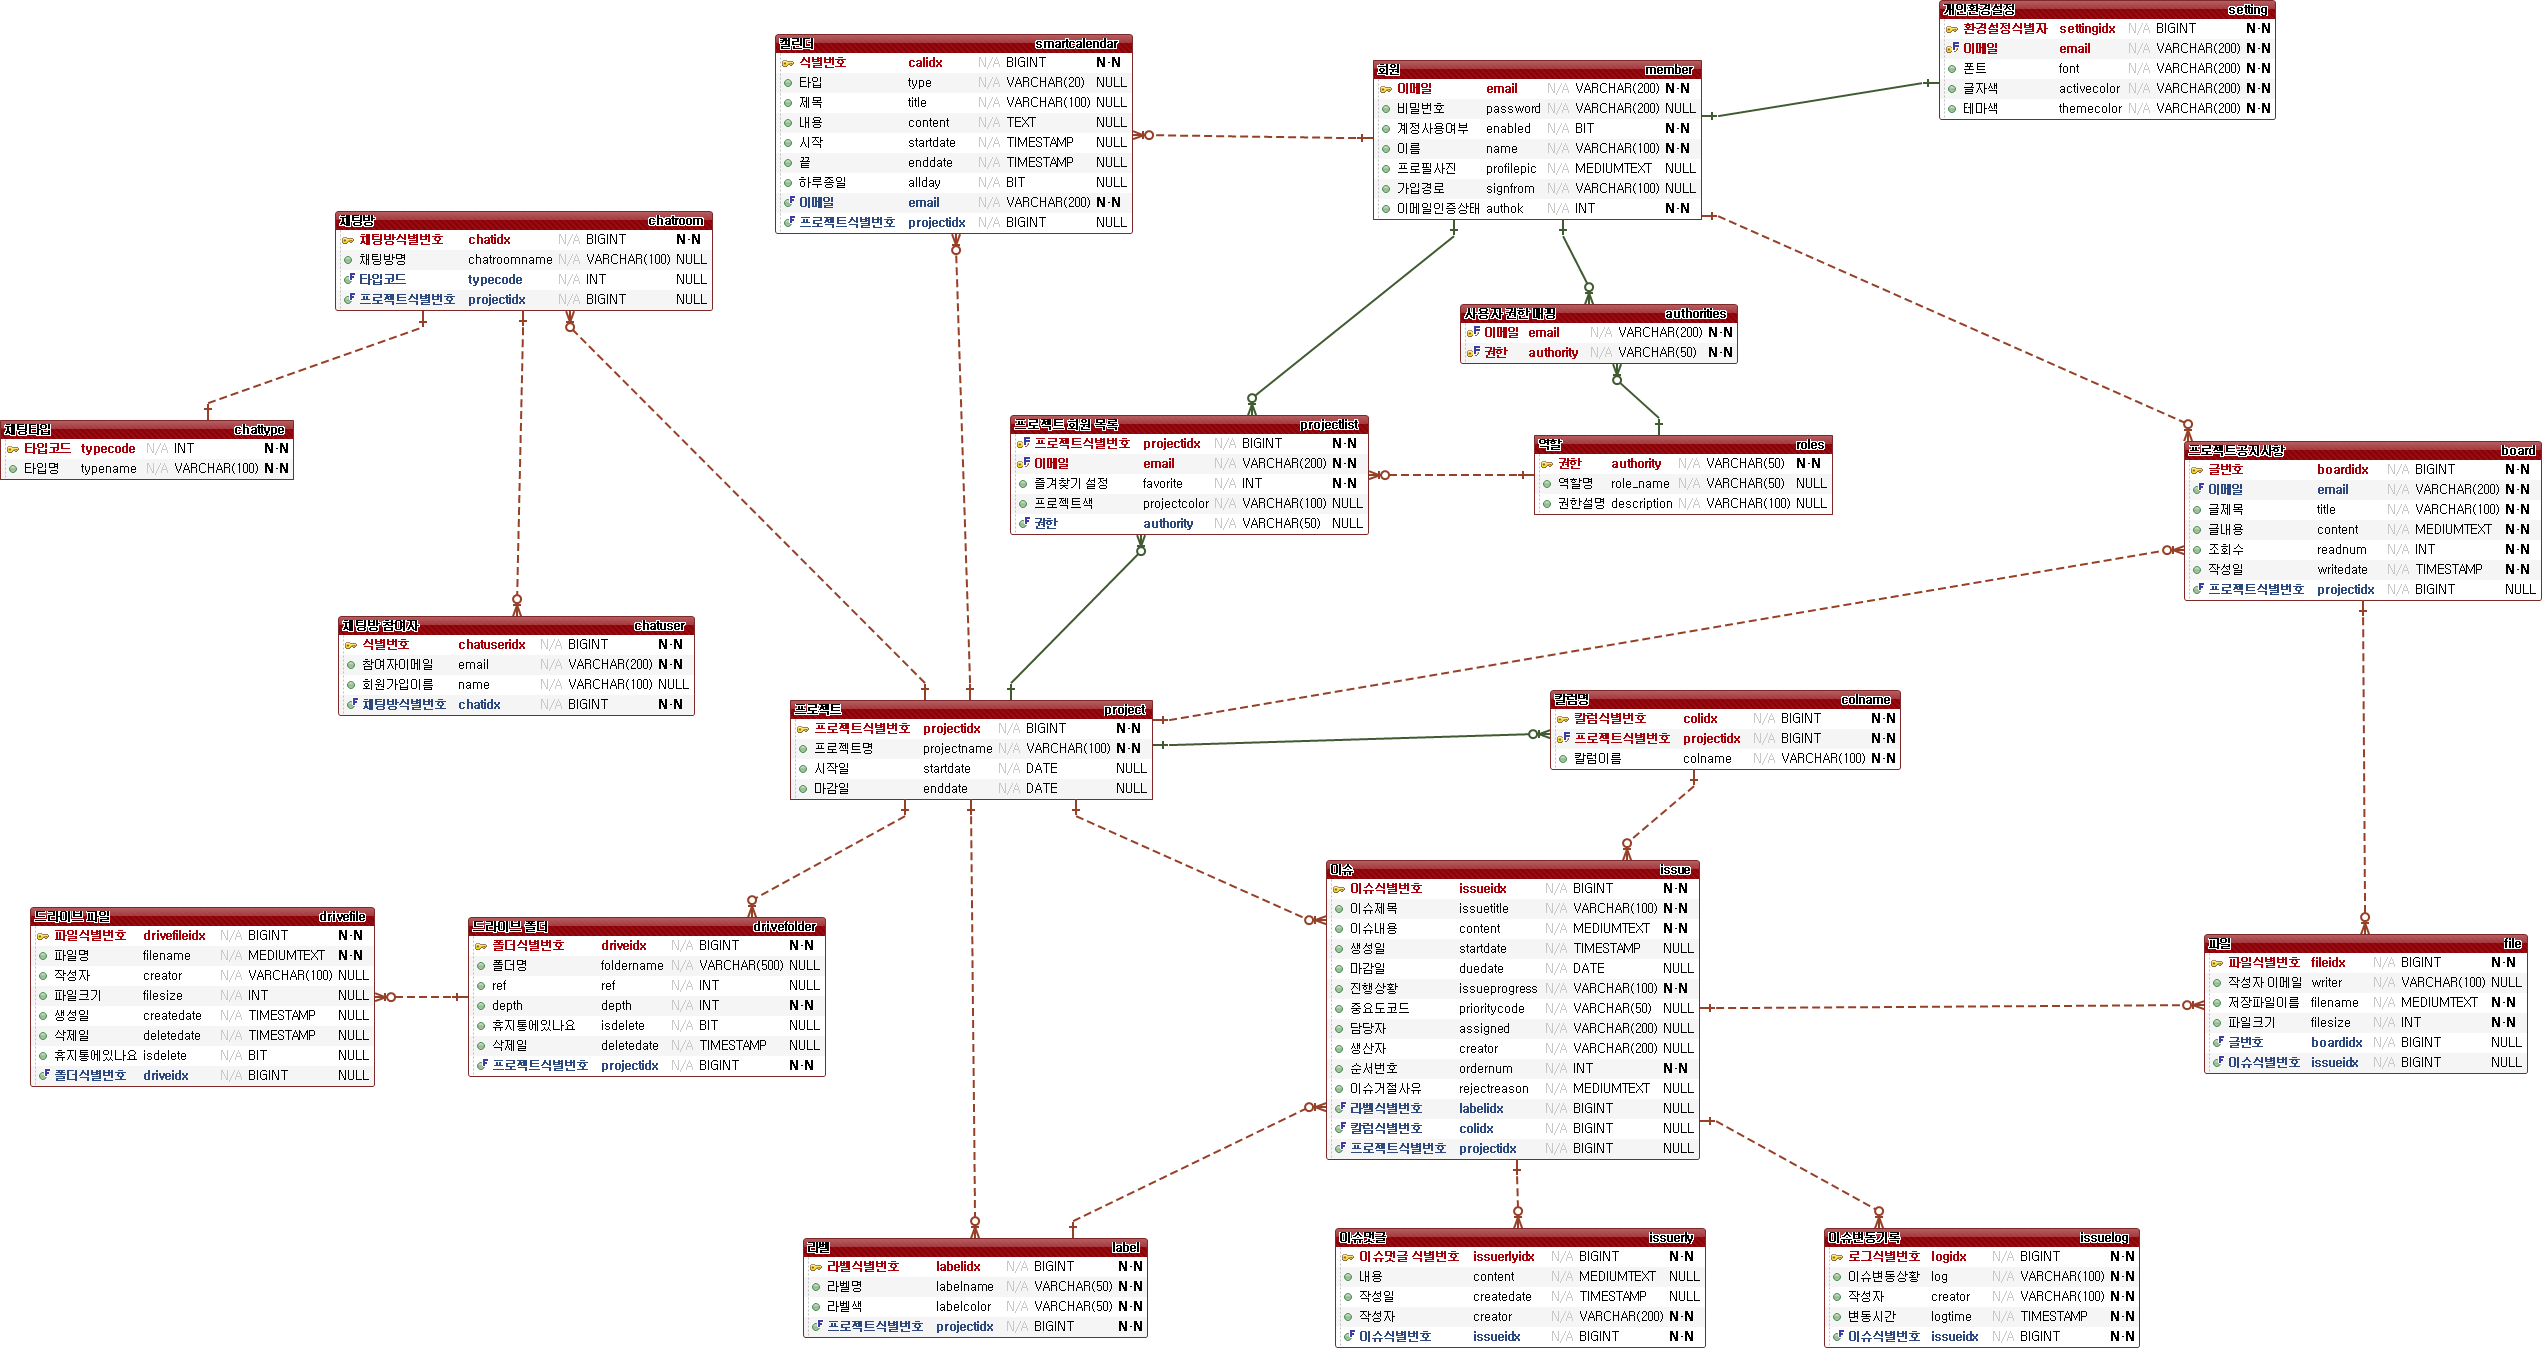 개인환경설정 setting
환경설정식별자 settingidx N/A BIGINT N-N
이메일 email N/A VARCHAR(200) N-N
폰트 font N/A VARCHAR(200) N-N
글자색 activecolor N/A VARCHAR(200) N-N
테마색 themecolor N/A VARCHAR(200) N-N
캘린더 smartcalendar
식별번호 calidx N/A BIGINT N-N
타입 type N/A VARCHAR(20) NULL
제목 title N/A VARCHAR(100) NULL
내용 content N/A TEXT NULL
시작 startdate N/A TIMESTAMP NULL
끝 enddate N/A TIMESTAMP NULL
하루종일 allday N/A BIT NULL
이메일 email N/A VARCHAR(200) N-N
프로젝트식별번호 projectidx N/A BIGINT NULL
회원 member
이메일 email N/A VARCHAR(200) N-N
비밀번호 password N/A VARCHAR(200) NULL
계정사용여부 enabled N/A BIT N-N
이름 name N/A VARCHAR(100) N-N
프로필사진 profilepic N/A MEDIUMTEXT NULL
가입경로 signfrom N/A VARCHAR(100) NULL
이메일인증상태 authok N/A INT N-N
채팅방 chatroom
채팅방식별번호 chatidx N/A BIGINT N-N
채팅방명 chatroomname N/A VARCHAR(100) NULL
타입코드 typecode N/A INT NULL
프로젝트식별번호 projectidx N/A BIGINT NULL
사용자 권한 매핑 authorities
이메일 email N/A VARCHAR(200) N-N
권한 authority N/A VARCHAR(50) N-N
채팅타입 chattype
타입코드 typecode N/A INT N-N
타입명 typename N/A VARCHAR(100) N-N
프로젝트 회원 목록 projectlist
프로젝트식별번호 projectidx N/A BIGINT N-N
이메일 email N/A VARCHAR(200) N-N
즐겨찾기 설정 favorite N/A INT N-N
프로젝트색 projectcolor N/A VARCHAR(100) NULL
권한 authority N/A VARCHAR(50) NULL
역할 roles
권한 authority N/A VARCHAR(50) N-N
역할명 role_name N/A VARCHAR(50) NULL
권한설명 description N/A VARCHAR(100) NULL
프로젝트공지사항 board
글번호 boardidx N/A BIGINT N-N
이메일 email N/A VARCHAR(200) N-N
글제목 title N/A VARCHAR(100) N-N
글내용 content N/A MEDIUMTEXT N-N
조회수 readnum N/A INT N-N
작성일 writedate N/A TIMESTAMP N-N
프로젝트식별번호 projectidx N/A BIGINT NULL
채팅방 참여자 chatuser
식별번호 chatuseridx N/A BIGINT N-N
참여자이메일 email N/A VARCHAR(200) N-N
회원가입이름 name N/A VARCHAR(100) NULL
채팅방식별번호 chatidx N/A BIGINT N-N
프로젝트 project
프로젝트식별번호 projectidx N/A BIGINT N-N
프로젝트명 projectname N/A VARCHAR(100) N-N
시작일 startdate N/A DATE NULL
마감일 enddate N/A DATE NULL
칼럼명 colname
칼럼식별번호 colidx N/A BIGINT N-N
프로젝트식별번호 projectidx N/A BIGINT N-N
칼럼이름 colname N/A VARCHAR(100) N-N
드라이브 파일 drivefile
파일식별번호 drivefileidx N/A BIGINT N-N
파일명 filename N/A MEDIUMTEXT N-N
작성자 creator N/A VARCHAR(100) NULL
파일크기 filesize N/A INT NULL
생성일 createdate N/A TIMESTAMP NULL
삭제일 deletedate N/A TIMESTAMP NULL
휴지통에있나요 isdelete N/A BIT NULL
폴더식별번호 driveidx N/A BIGINT NULL
드라이브 폴더 drivefolder
폴더식별번호 driveidx N/A BIGINT N-N
폴더명 foldername N/A VARCHAR(500) NULL
ref ref N/A INT NULL
depth depth N/A INT N-N
휴지통에있나요 isdelete N/A BIT NULL
삭제일 deletedate N/A TIMESTAMP NULL
프로젝트식별번호 projectidx N/A BIGINT N-N
이슈 issue
이슈식별번호 issueidx N/A BIGINT N-N
이슈제목 issuetitle N/A VARCHAR(100) N-N
이슈내용 content N/A MEDIUMTEXT N-N
생성일 startdate N/A TIMESTAMP NULL
마감일 duedate N/A DATE NULL
진행상황 issueprogress N/A VARCHAR(100) N-N
중요도코드 prioritycode N/A VARCHAR(50) NULL
담당자 assigned N/A VARCHAR(200) NULL
생산자 creator N/A VARCHAR(200) NULL
순서번호 ordernum N/A INT N-N
이슈거절사유 rejectreason N/A MEDIUMTEXT NULL
라벨식별번호 labelidx N/A BIGINT NULL
칼럼식별번호 colidx N/A BIGINT NULL
프로젝트식별번호 projectidx N/A BIGINT NULL
파일 file
파일식별번호 fileidx N/A BIGINT N-N
작성자 이메일 writer N/A VARCHAR(100) NULL
저장파일이름 filename N/A MEDIUMTEXT N-N
파일크기 filesize N/A INT N-N
글번호 boardidx N/A BIGINT NULL
이슈식별번호 issueidx N/A BIGINT NULL
라벨 label
라벨식별번호 labelidx N/A BIGINT N-N
라벨명 labelname N/A VARCHAR(50) N-N
라벨색 labelcolor N/A VARCHAR(50) N-N
프로젝트식별번호 projectidx N/A BIGINT N-N
이슈댓글 issuerly
이슈댓글 식별번호 issuerlyidx N/A BIGINT N-N
내용 content N/A MEDIUMTEXT NULL
작성일 createdate N/A TIMESTAMP NULL
작성자 creator N/A VARCHAR(200) N-N
이슈식별번호 issueidx N/A BIGINT N-N
이슈변동기록 issuelog
로그식별번호 logidx N/A BIGINT N-N
이슈변동상황 log N/A VARCHAR(100) N-N
작성자 creator N/A VARCHAR(100) N-N
변동시간 logtime N/A TIMESTAMP N-N
이슈식별번호 issueidx N/A BIGINT N-N